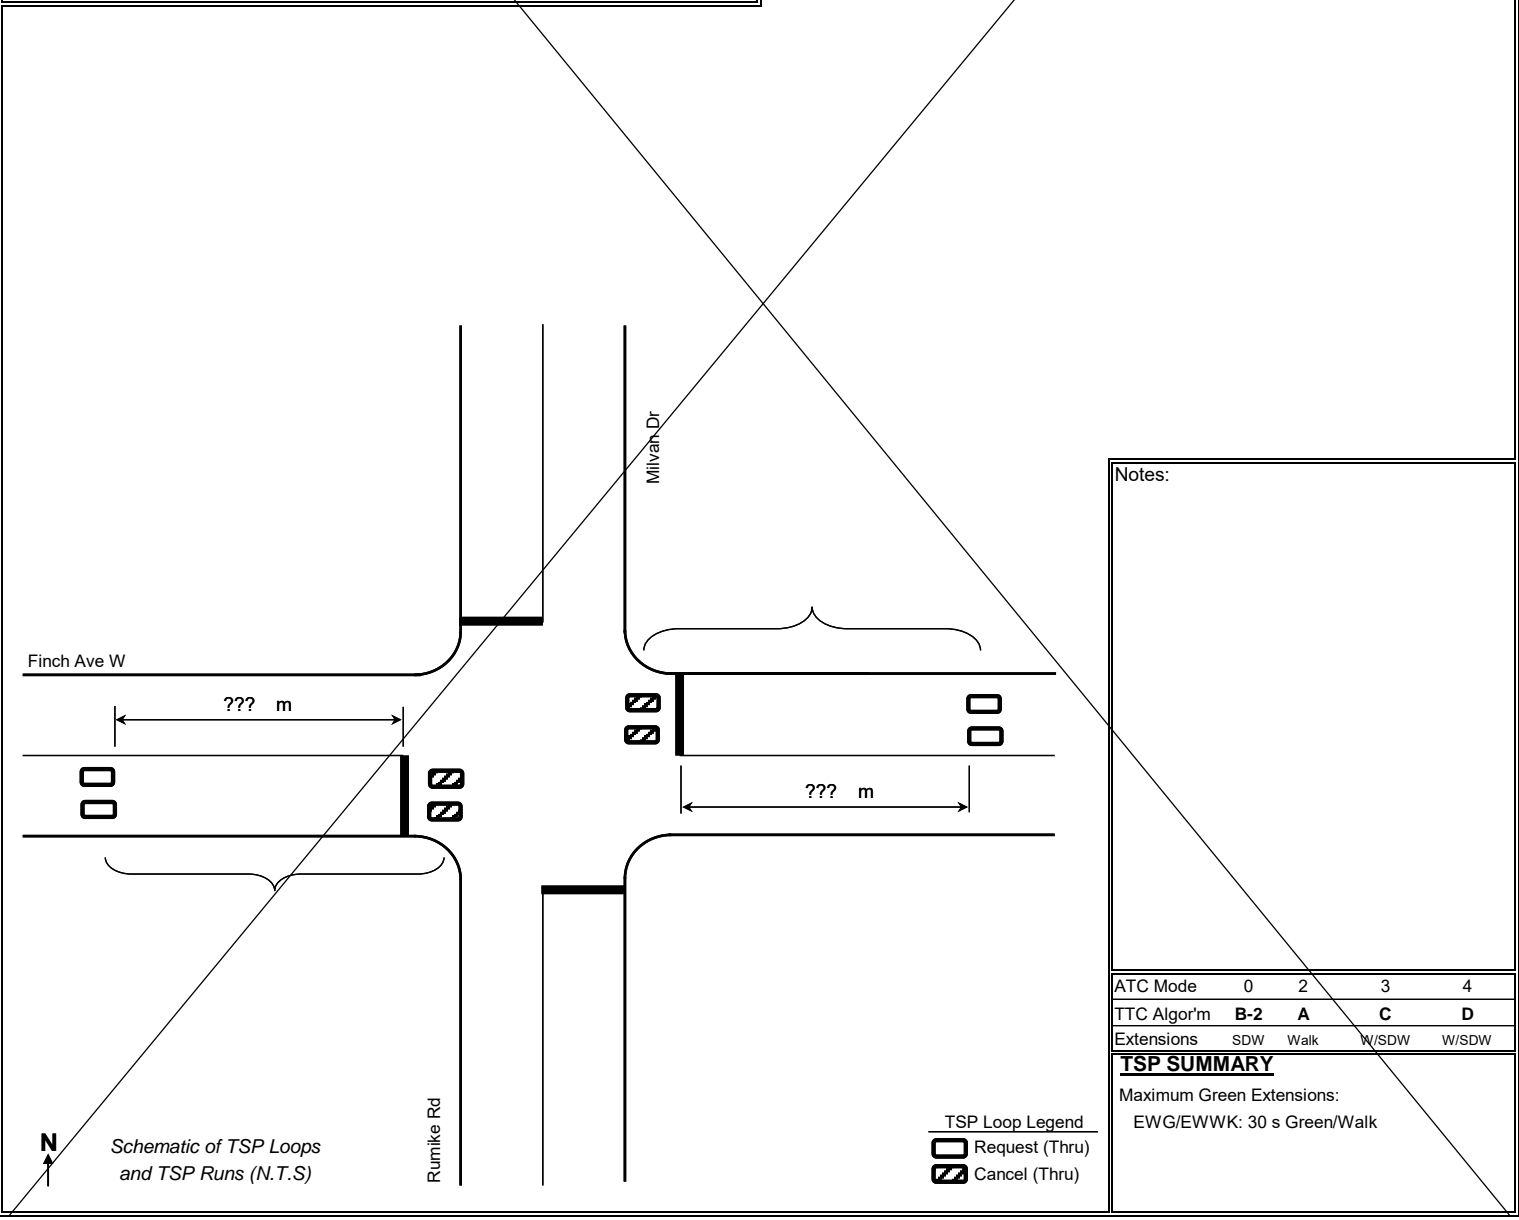 Milvan Dr
Notes:
Finch Ave W
??? m
??? m
ATC Mode 0 2 3 4
TTC Algor'm B-2 A C D
Extensions SDW Walk W/SDW W/SDW
TSP SUMMARY
Maximum Green Extensions:
EWG/EWWK: 30 s Green/Walk
Rumike Rd
N
Schematic of TSP Loops
and TSP Runs (N.T.S)
TSP Loop Legend
Request (Thru)
Cancel (Thru)